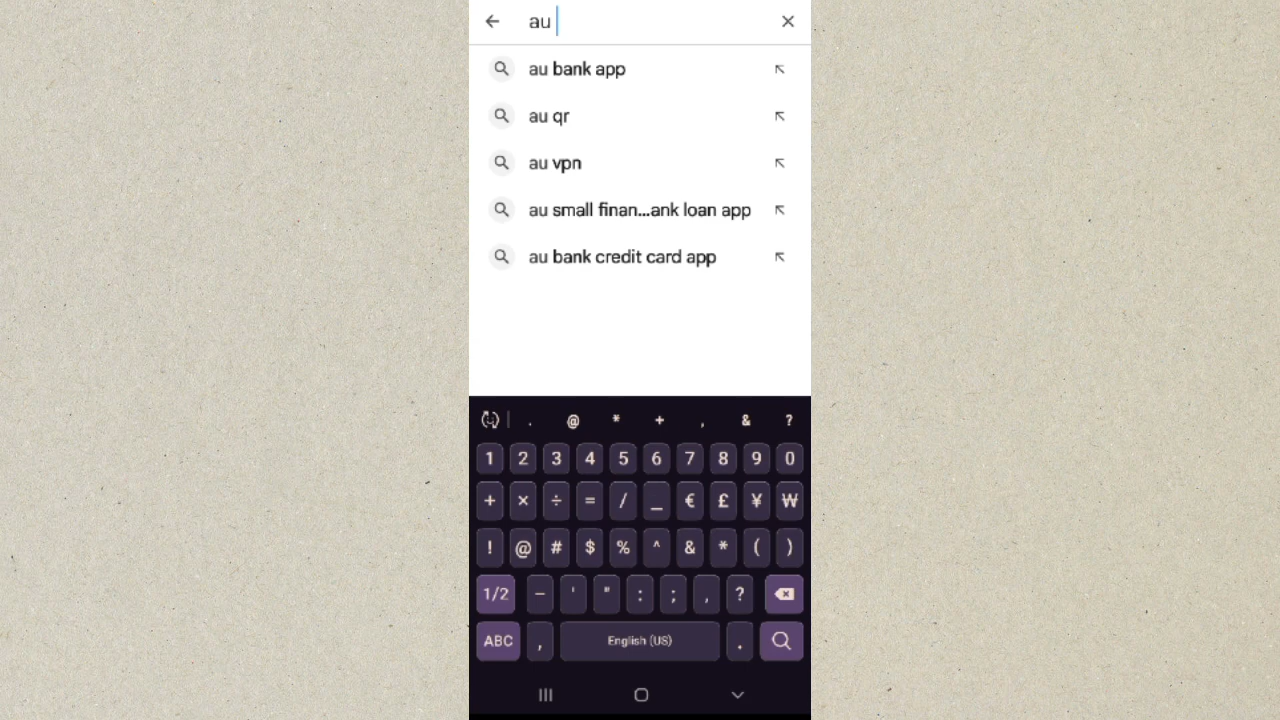 au
au bank app
au qr
au vpn
au small finan...ank loan app
au bank credit card app
. @ * + , & ?
1 2 3 4 5 6 7 8 9 0
+ × ÷ = / _ € £ ¥ ₩
! @ # $ % ^ & * ( )
1/2 - ' " : ; , ?
ABC , English (US) .